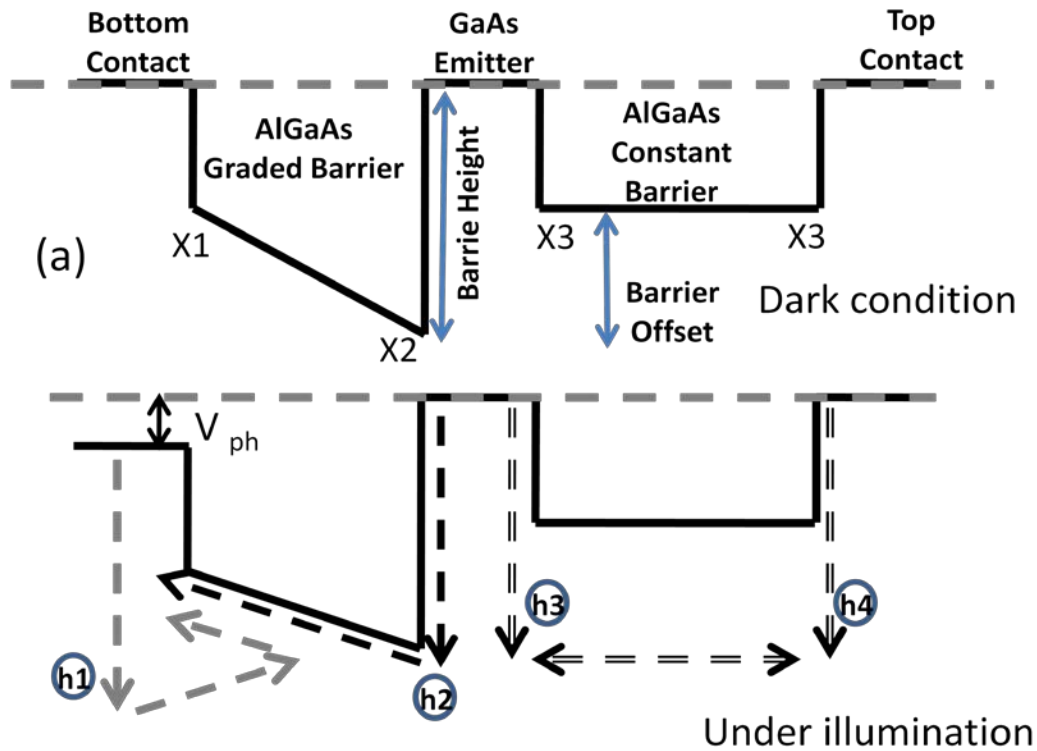 Bottom
Contact
GaAs
Emitter
Top
Contact
AlGaAs
Graded Barrier
Barrie Height
AlGaAs
Constant
Barrier
(a)
X1
X2
X3
X3
Barrier
Offset
Dark condition
V ph
h1
h2
h3
h4
Under illumination